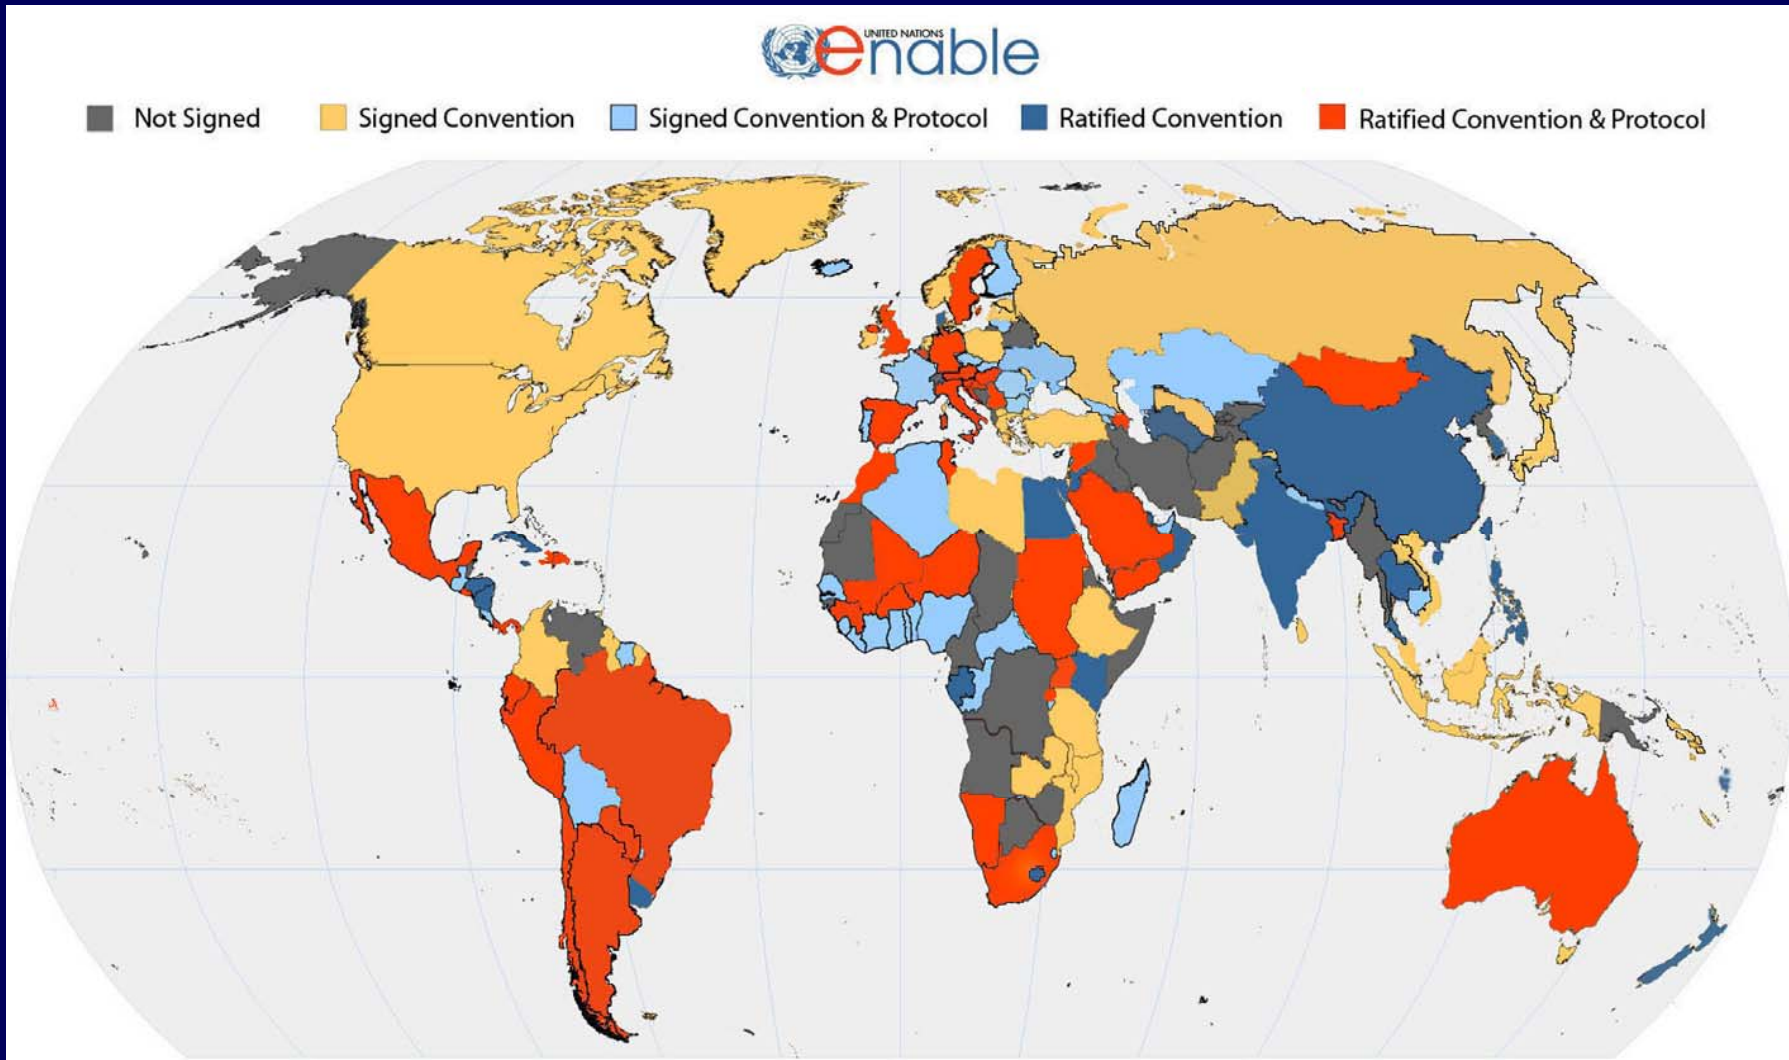 UNITED NATIONS
enable
Not Signed
Signed Convention
Signed Convention & Protocol
Ratified Convention
Ratified Convention & Protocol